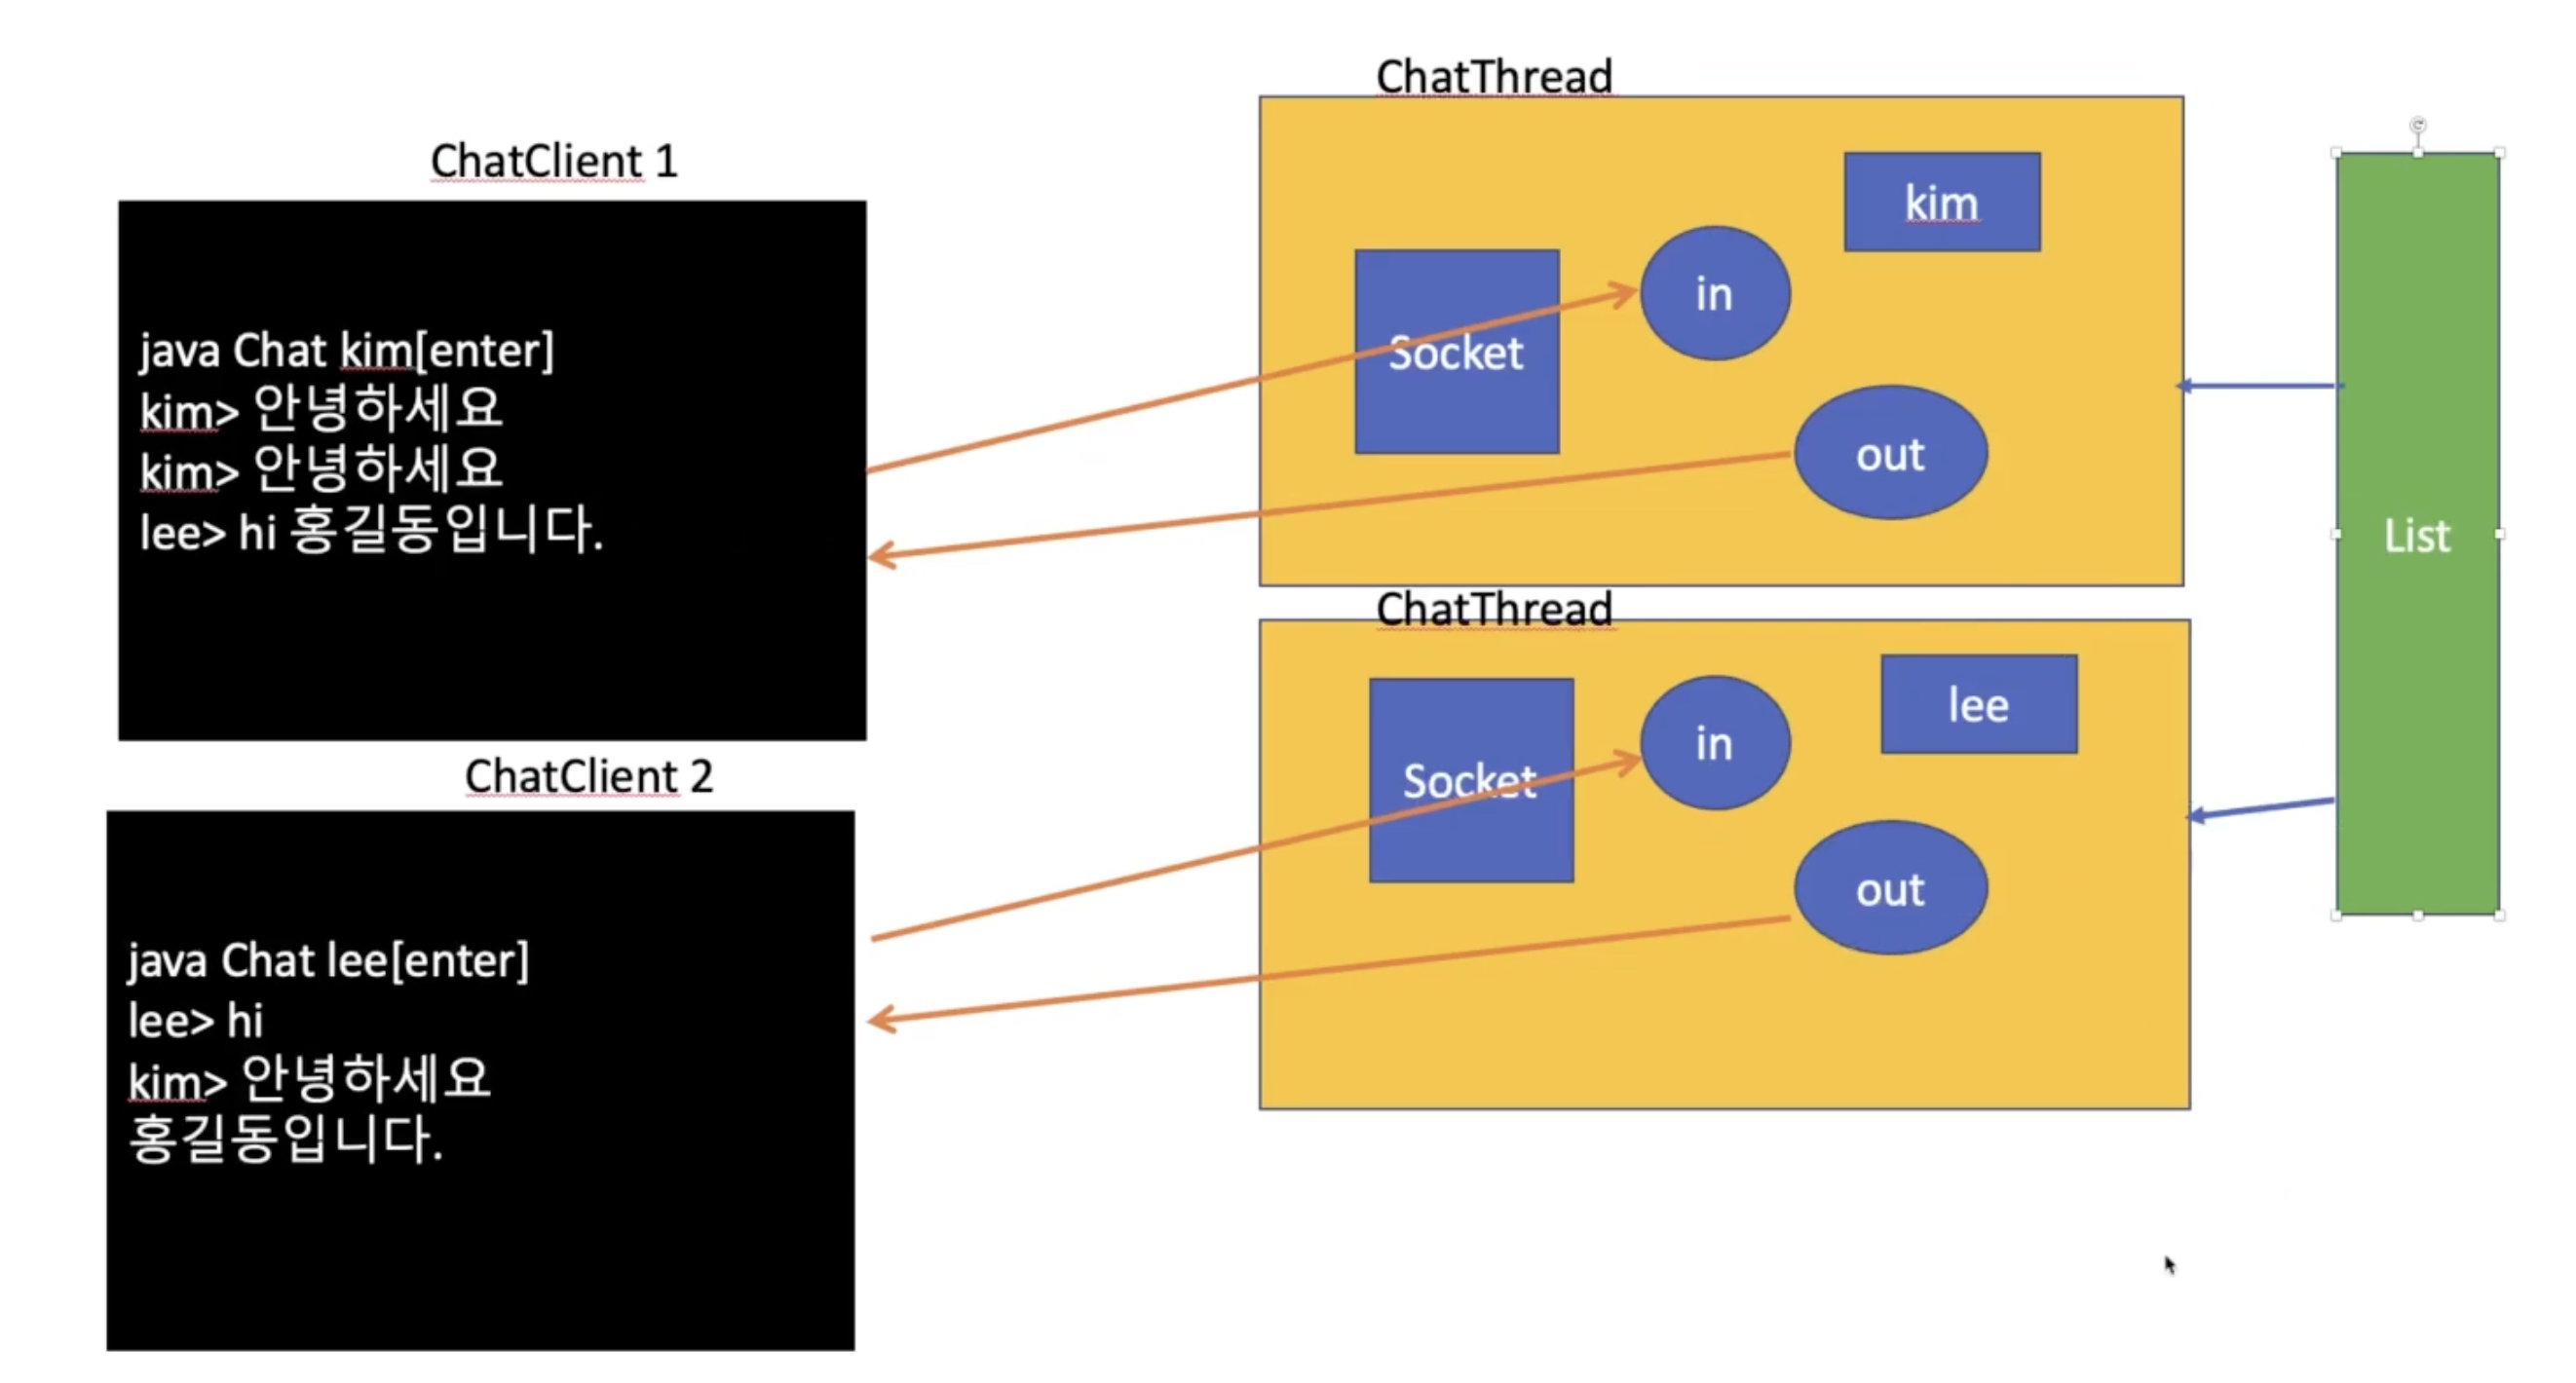 ChatClient 1
java Chat kim[enter]
kim> 안녕하세요
kim> 안녕하세요
lee> hi 홍길동입니다.
ChatClient 2
java Chat lee[enter]
lee> hi
kim> 안녕하세요
홍길동입니다.
ChatThread
kim
in
Socket
out
ChatThread
lee
in
Socket
out
List